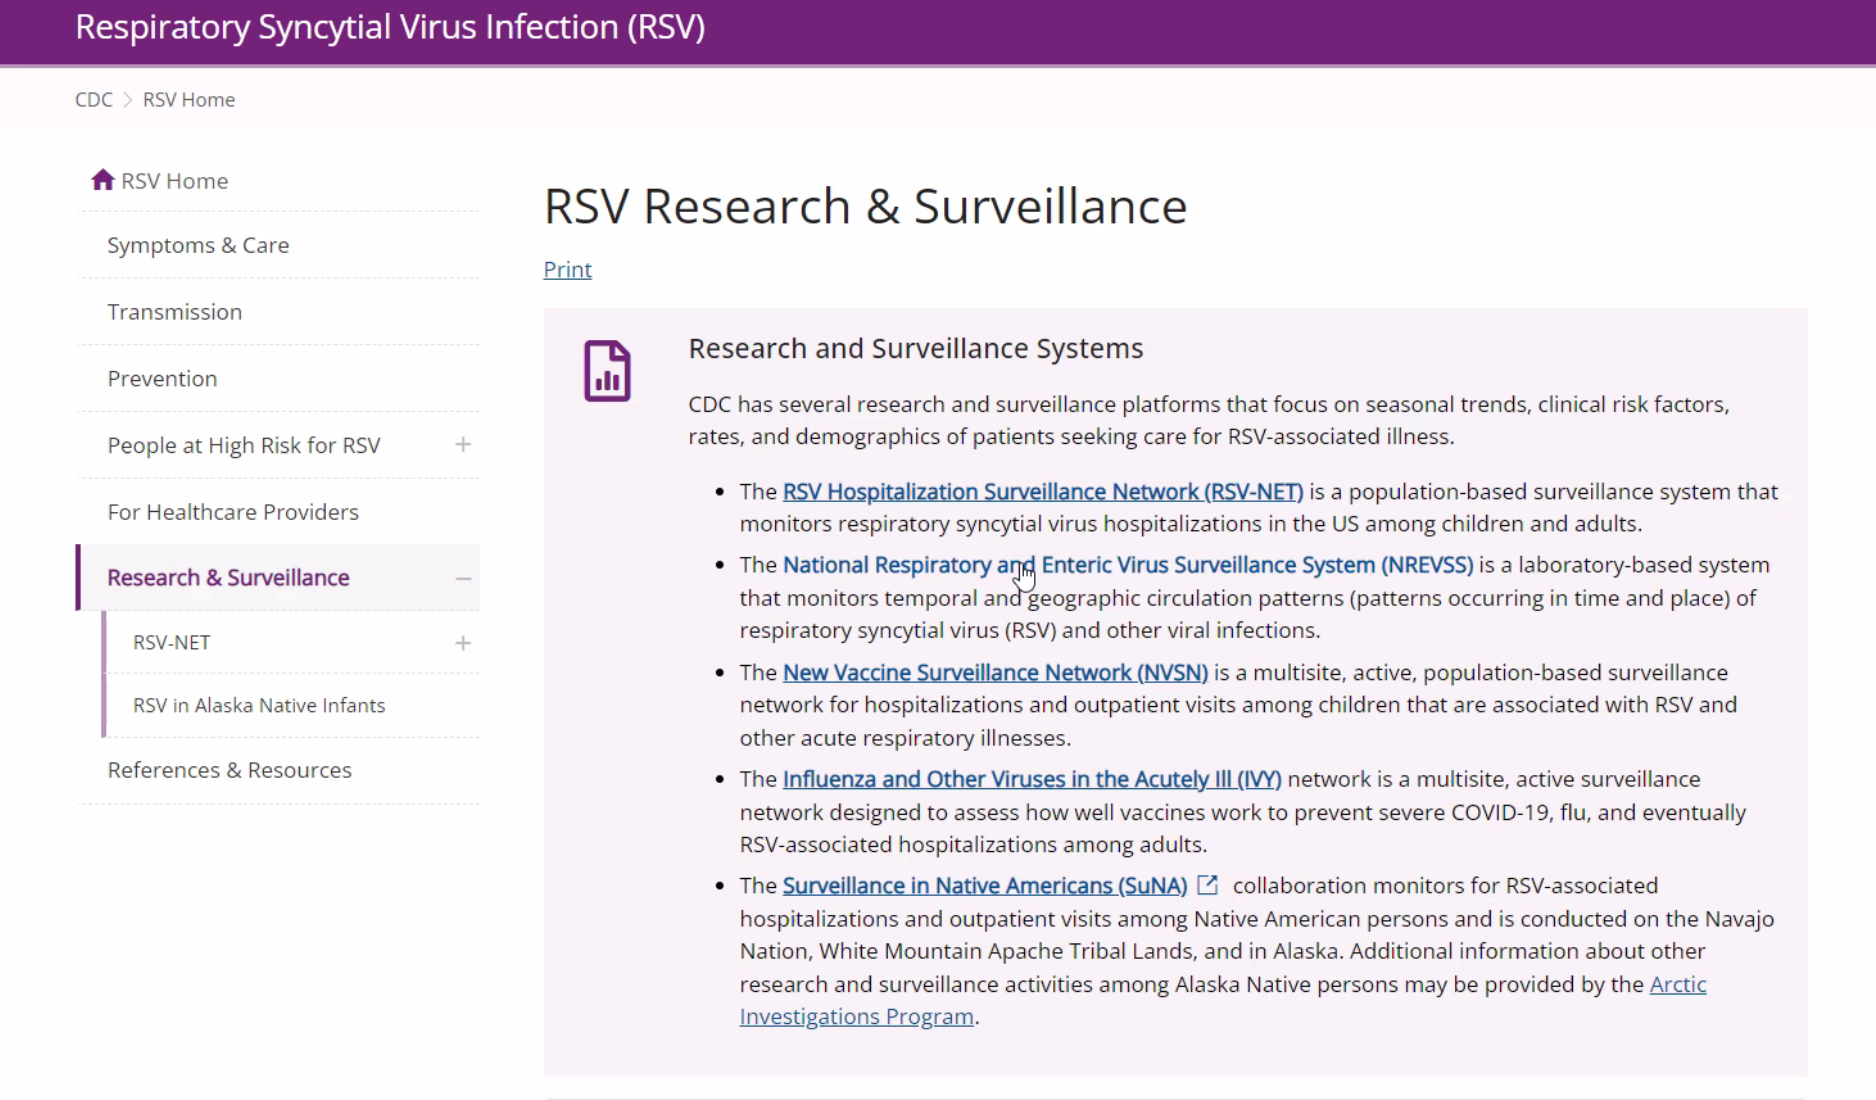 Respiratory Syncytial Virus Infection (RSV)
CDC > RSV Home
RSV Home
Symptoms & Care
Transmission
Prevention
People at High Risk for RSV +
For Healthcare Providers
Research & Surveillance −
RSV-NET +
RSV in Alaska Native Infants
References & Resources
RSV Research & Surveillance
Print
Research and Surveillance Systems
CDC has several research and surveillance platforms that focus on seasonal trends, clinical risk factors,
rates, and demographics of patients seeking care for RSV-associated illness.
• The RSV Hospitalization Surveillance Network (RSV-NET) is a population-based surveillance system that
monitors respiratory syncytial virus hospitalizations in the US among children and adults.
• The National Respiratory and Enteric Virus Surveillance System (NREVSS) is a laboratory-based system
that monitors temporal and geographic circulation patterns (patterns occurring in time and place) of
respiratory syncytial virus (RSV) and other viral infections.
• The New Vaccine Surveillance Network (NVSN) is a multisite, active, population-based surveillance
network for hospitalizations and outpatient visits among children that are associated with RSV and
other acute respiratory illnesses.
• The Influenza and Other Viruses in the Acutely Ill (IVY) network is a multisite, active surveillance
network designed to assess how well vaccines work to prevent severe COVID-19, flu, and eventually
RSV-associated hospitalizations among adults.
• The Surveillance in Native Americans (SuNA) collaboration monitors for RSV-associated
hospitalizations and outpatient visits among Native American persons and is conducted on the Navajo
Nation, White Mountain Apache Tribal Lands, and in Alaska. Additional information about other
research and surveillance activities among Alaska Native persons may be provided by the Arctic
Investigations Program.